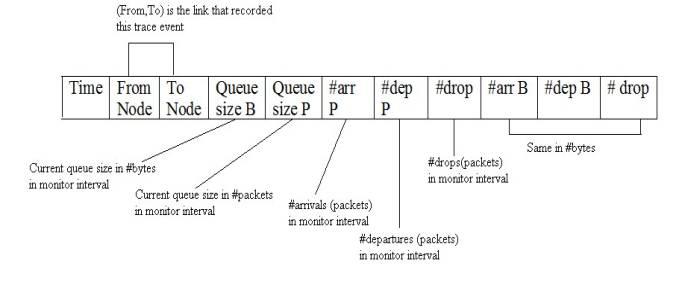 (From,To) is the link that recorded
this trace event
Time From To Queue Queue #arr #dep #drop #arr B #dep B # drop
Node Node size B size P P P
Same in #bytes
Current queue size in #bytes
in monitor interval
#drops(packets)
in monitor interval
Current queue size in #packets
in monitor interval
#arrivals (packets)
in monitor interval
#departures (packets)
in monitor interval